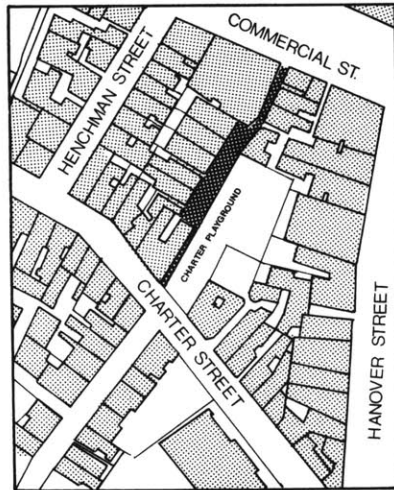 COMMERCIAL ST.
HENCHMAN STREET
CHARTER PLAYGROUND
CHARTER STREET
HANOVER STREET